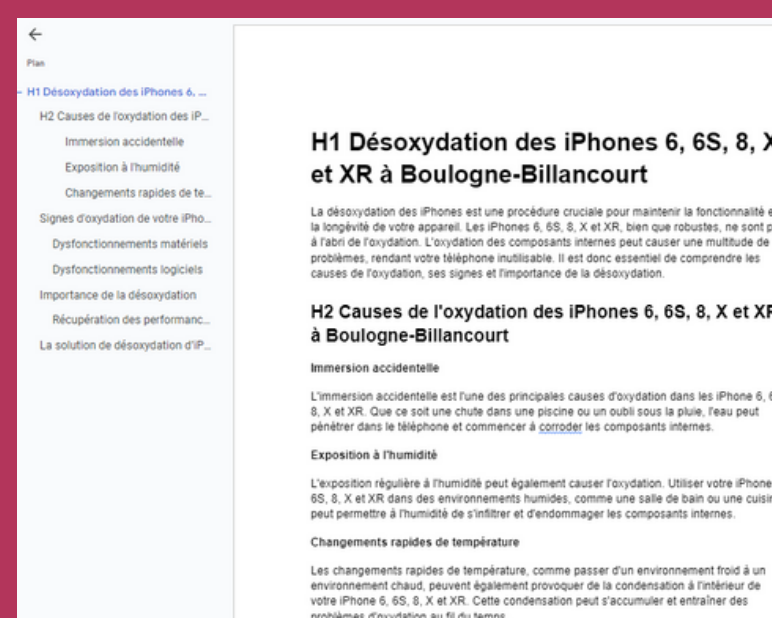 Plan
H1 Désoxydation des iPhones 6, ...
H2 Causes de l'oxydation des iP...
Immersion accidentelle
Exposition à l'humidité
Changements rapides de te...
Signes d'oxydation de votre iPho...
Dysfonctionnements matériels
Dysfonctionnements logiciels
Importance de la désoxydation
Récupération des performanc...
La solution de désoxydation d'iP...
H1 Désoxydation des iPhones 6, 6S, 8, X
et XR à Boulogne-Billancourt
La désoxydation des iPhones est une procédure cruciale pour maintenir la fonctionnalité
la longévité de votre appareil. Les iPhones 6, 6S, 8, X et XR, bien que robustes, ne sont
à l'abri de l'oxydation. L'oxydation des composants internes peut causer une multitude de
problèmes, rendant votre téléphone inutilisable. Il est donc essentiel de comprendre les
causes de l'oxydation, ses signes et l'importance de la désoxydation.
H2 Causes de l'oxydation des iPhones 6, 6S, 8, X et XR
à Boulogne-Billancourt
Immersion accidentelle
L'immersion accidentelle est l'une des principales causes d'oxydation dans les iPhone 6,
8, X et XR. Que ce soit une chute dans une piscine ou un oubli sous la pluie, l'eau peut
pénétrer dans le téléphone et commencer à corroder les composants internes.
Exposition à l'humidité
L'exposition régulière à l'humidité peut également causer l'oxydation. Utiliser votre iPhone
6S, 8, X et XR dans des environnements humides, comme une salle de bain ou une
peut permettre à l'humidité de s'infiltrer et d'endommager les composants internes.
Changements rapides de température
Les changements rapides de température, comme passer d'un environnement froid à un
environnement chaud, peuvent également provoquer de la condensation à l'intérieur de
votre iPhone 6, 6S, 8, X et XR. Cette condensation peut s'accumuler et entraîner des
problèmes d'oxydation au fil du temps.